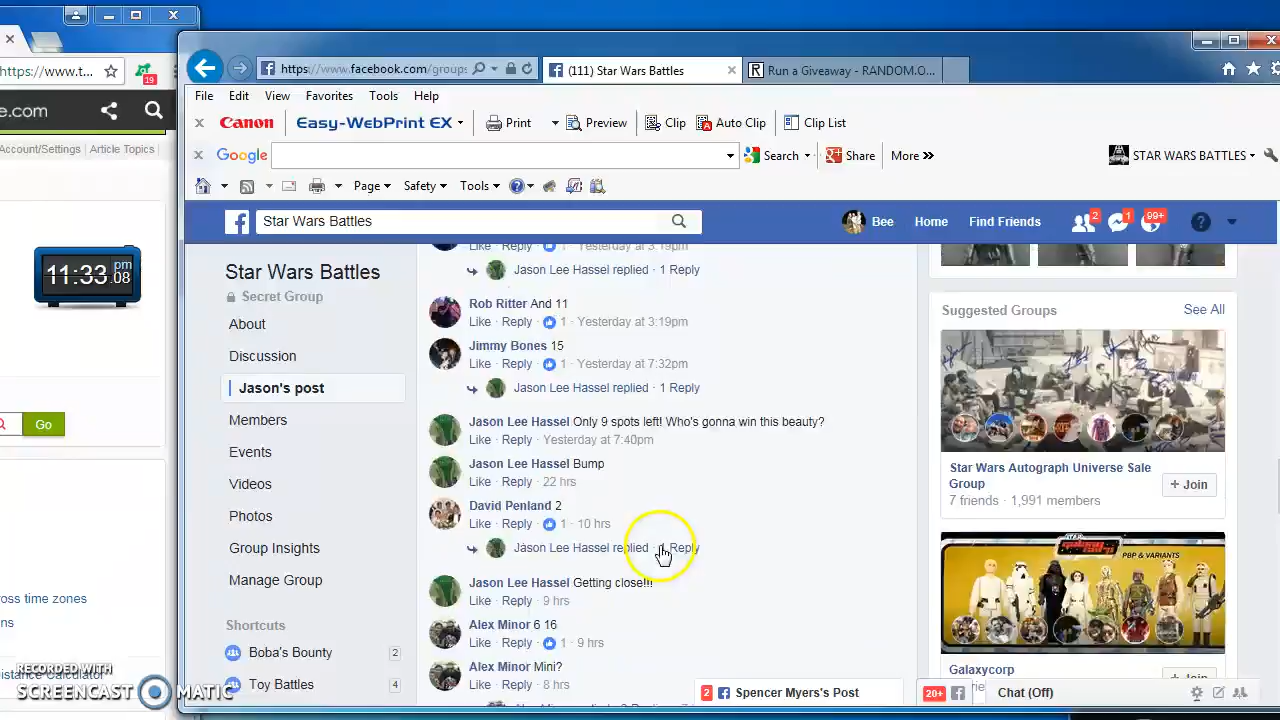 https://www.t...
19
e.com
Account/Settings Article Topics
11:33 pm .08
Go
ross time zones
ns
istance Calculator
RECORDED WITH
SCREENCAST MATIC
https://www.facebook.com/groups
(111) Star Wars Battles
Run a Giveaway - RANDOM.O...
File Edit View Favorites Tools Help
Canon Easy-WebPrint EX Print Preview Clip Auto Clip Clip List
Google Search Share More » STAR WARS BATTLES
Page Safety Tools
Star Wars Battles
Bee Home Find Friends 2 1 99+
Star Wars Battles
Secret Group
About
Discussion
Jason's post
Members
Events
Videos
Photos
Group Insights
Manage Group
Shortcuts
Boba's Bounty 2
Toy Battles 4
Like · Reply · 1 · Yesterday at 3:19pm
Jason Lee Hassel replied · 1 Reply
Rob Ritter And 11
Like · Reply · 1 · Yesterday at 3:19pm
Jimmy Bones 15
Like · Reply · 1 · Yesterday at 7:32pm
Jason Lee Hassel replied · 1 Reply
Jason Lee Hassel Only 9 spots left! Who's gonna win this beauty?
Like · Reply · Yesterday at 7:40pm
Jason Lee Hassel Bump
Like · Reply · 22 hrs
David Penland 2
Like · Reply · 1 · 10 hrs
Jason Lee Hassel replied · 1 Reply
Jason Lee Hassel Getting close!!!
Like · Reply · 9 hrs
Alex Minor 6 16
Like · Reply · 1 · 9 hrs
Alex Minor Mini?
Like · Reply · 8 hrs
Suggested Groups See All
Star Wars Autograph Universe Sale
Group
7 friends · 1,991 members
+ Join
PBP & VARIANTS
Galaxycorp
2 Spencer Myers's Post
20+ Chat (Off)